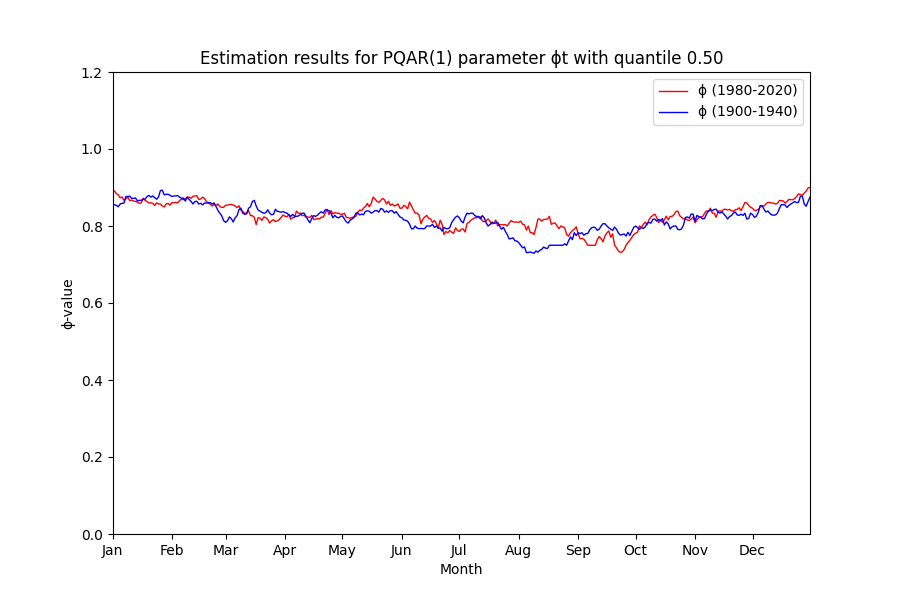 Estimation results for PQAR(1) parameter ϕt with quantile 0.50
ϕ (1980-2020)
ϕ (1900-1940)
1.2
1.0
0.8
0.6
0.4
0.2
0.0
ϕ-value
Jan Feb Mar Apr May Jun Jul Aug Sep Oct Nov Dec
Month